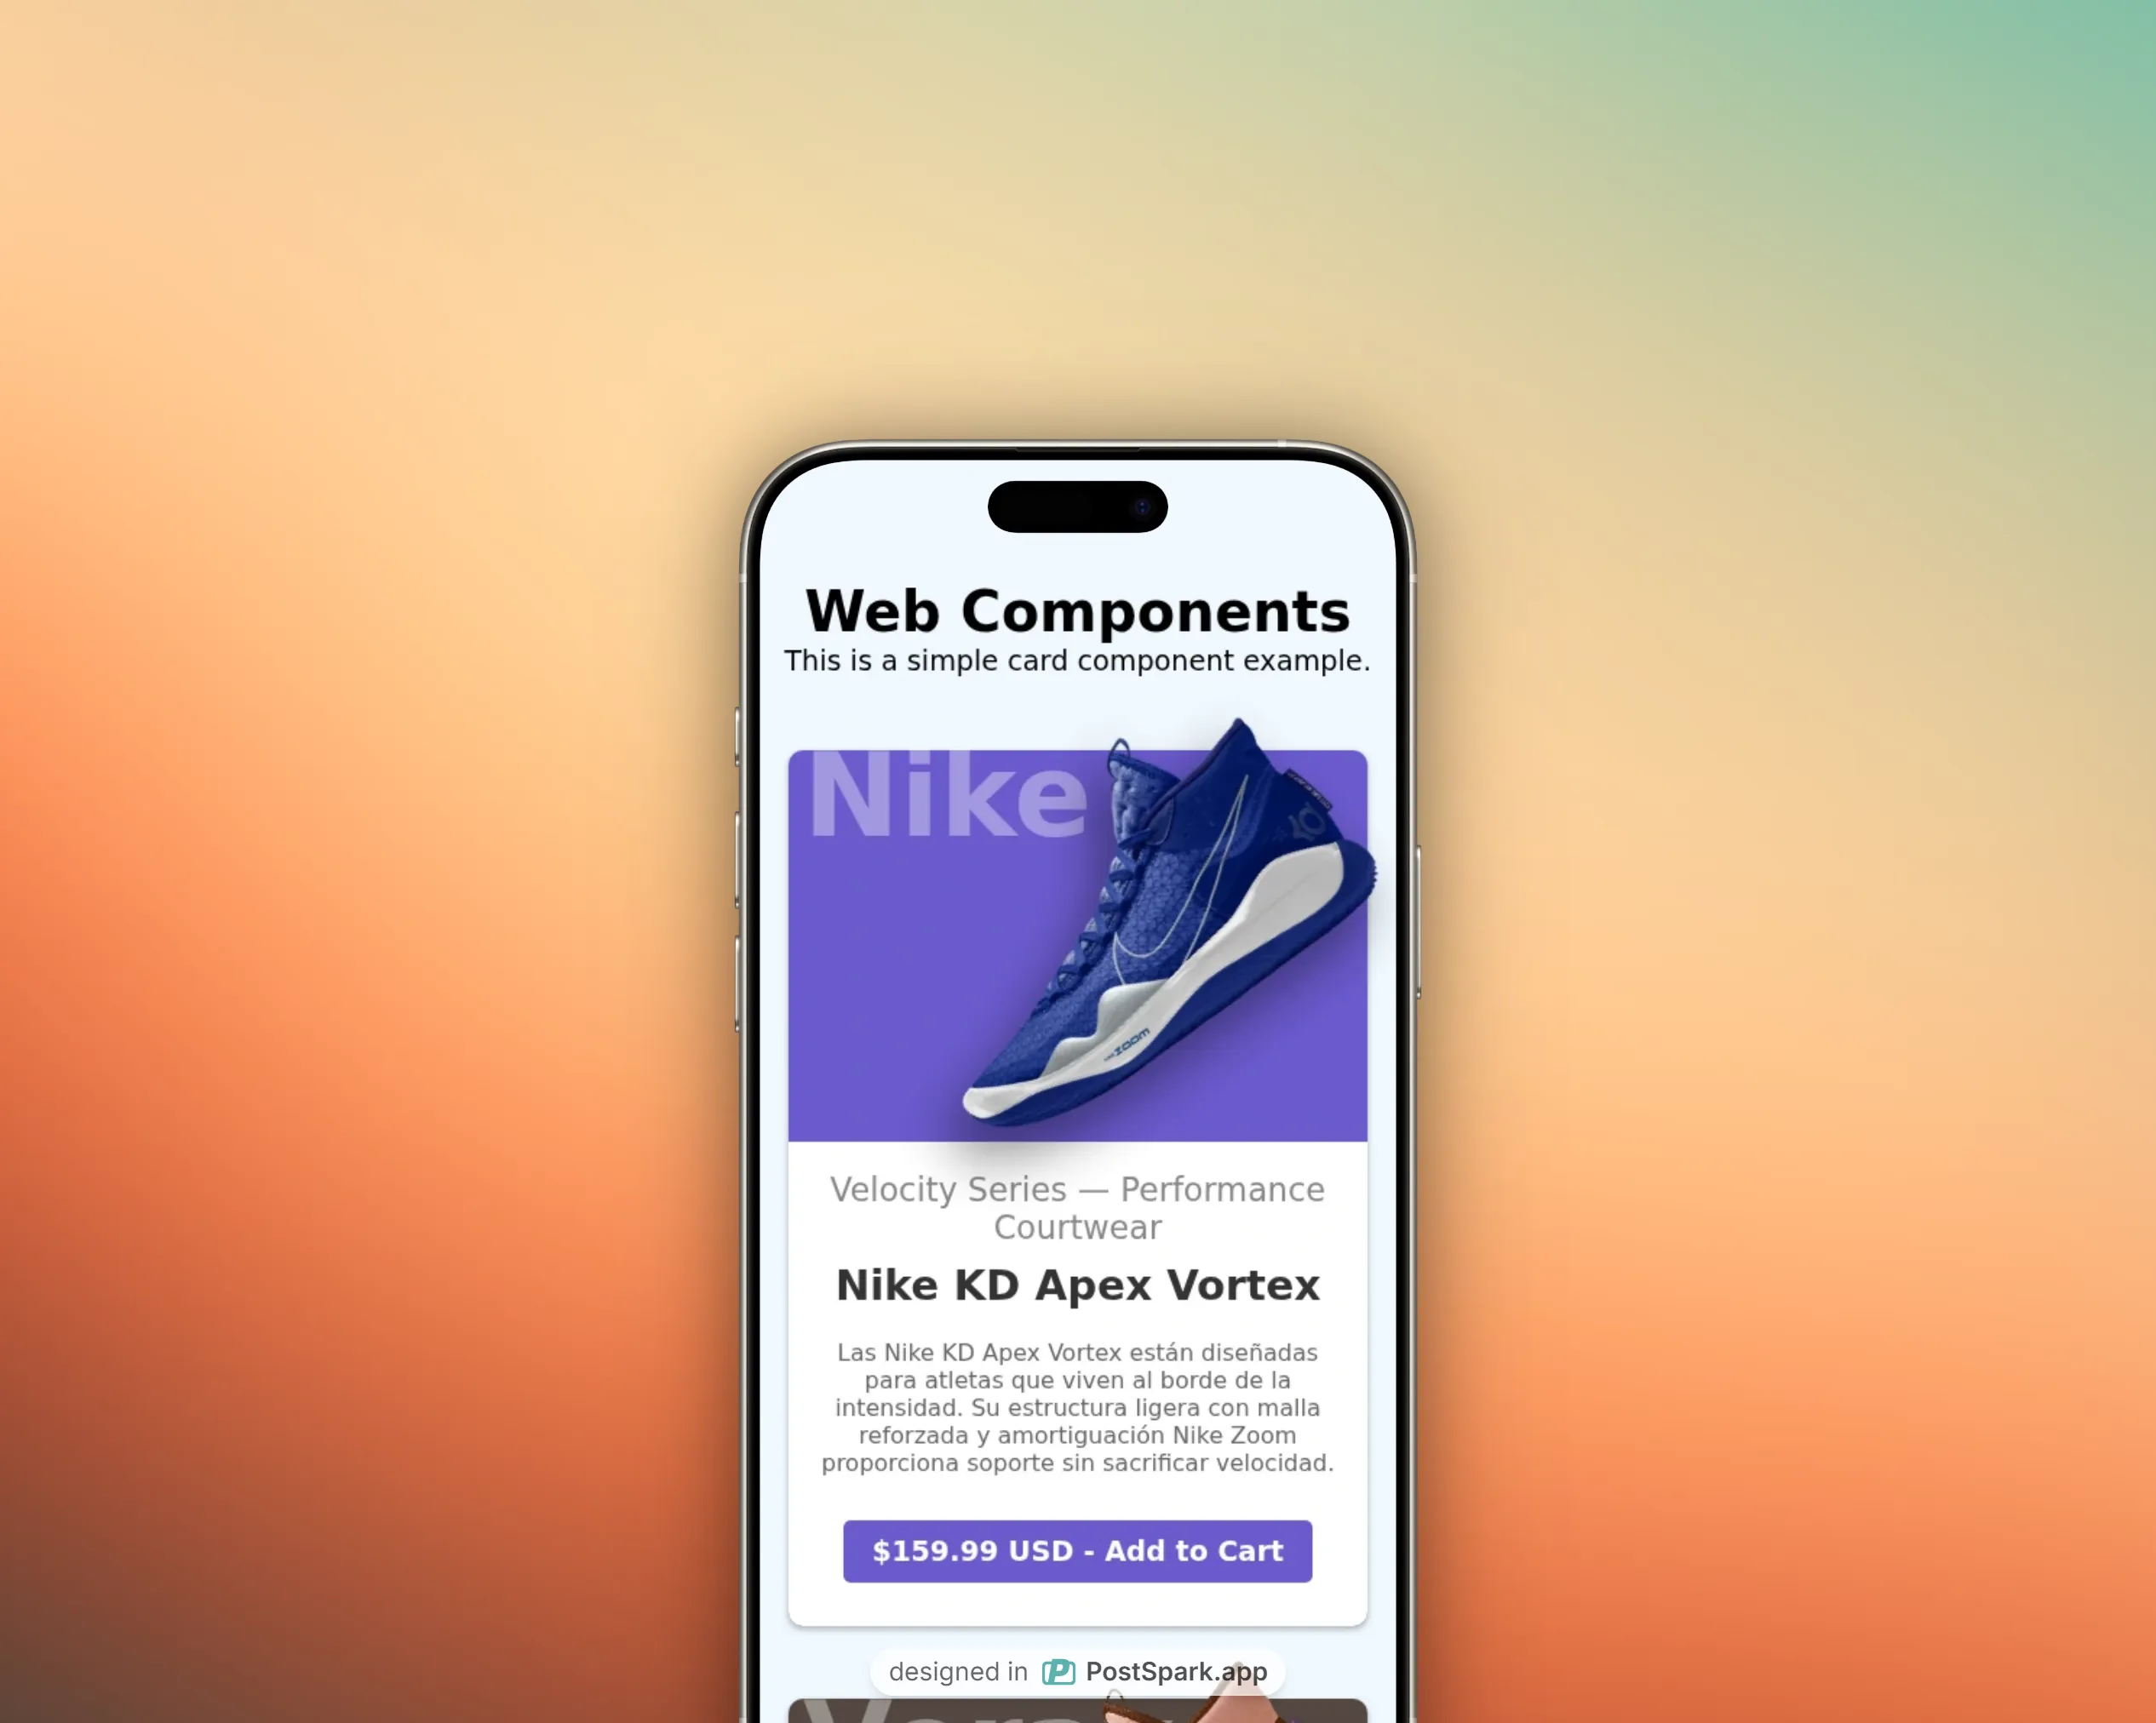 Web Components
This is a simple card component example.
Nike
zoom
Velocity Series — Performance
Courtwear
Nike KD Apex Vortex
Las Nike KD Apex Vortex están diseñadas
para atletas que viven al borde de la
intensidad. Su estructura ligera con malla
reforzada y amortiguación Nike Zoom
proporciona soporte sin sacrificar velocidad.
$159.99 USD - Add to Cart
designed in PostSpark.app